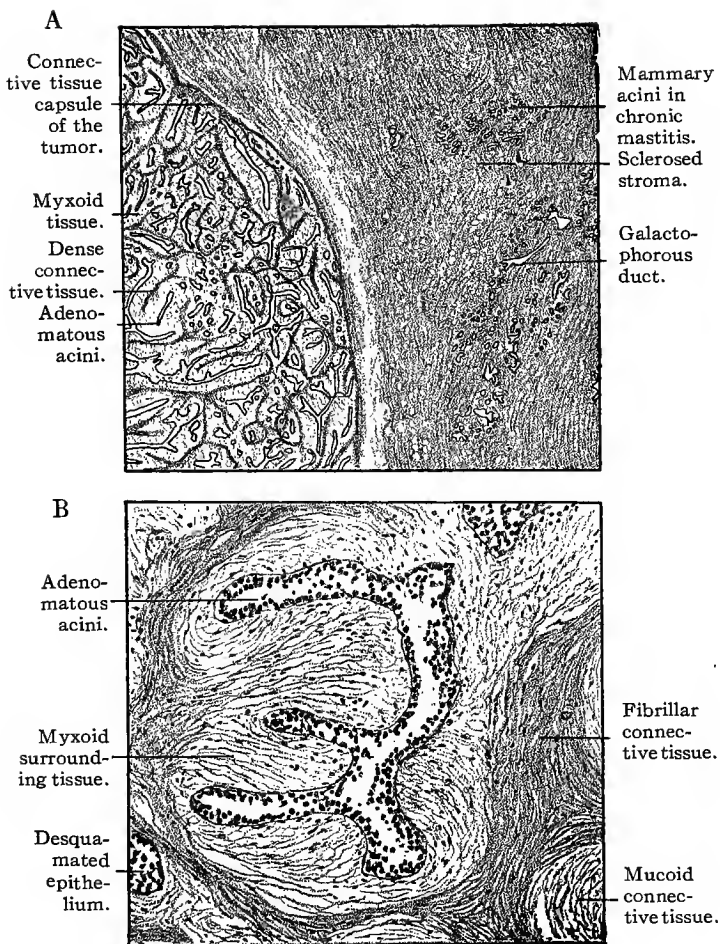 A
Connec-
tive tissue
capsule
of the
tumor.
Myxoid
tissue.
Dense
connec-
tive tissue.
Adeno-
matous
acini.
Mammary
acini in
chronic
mastitis.
Sclerosed
stroma.
Galacto-
phorous
duct.
B
Adeno-
matous
acini.
Myxoid
surround-
ing tissue.
Desqua-
mated
epithe-
lium.
Fibrillar
connec-
tive tissue.
Mucoid
connec-
tive tissue.